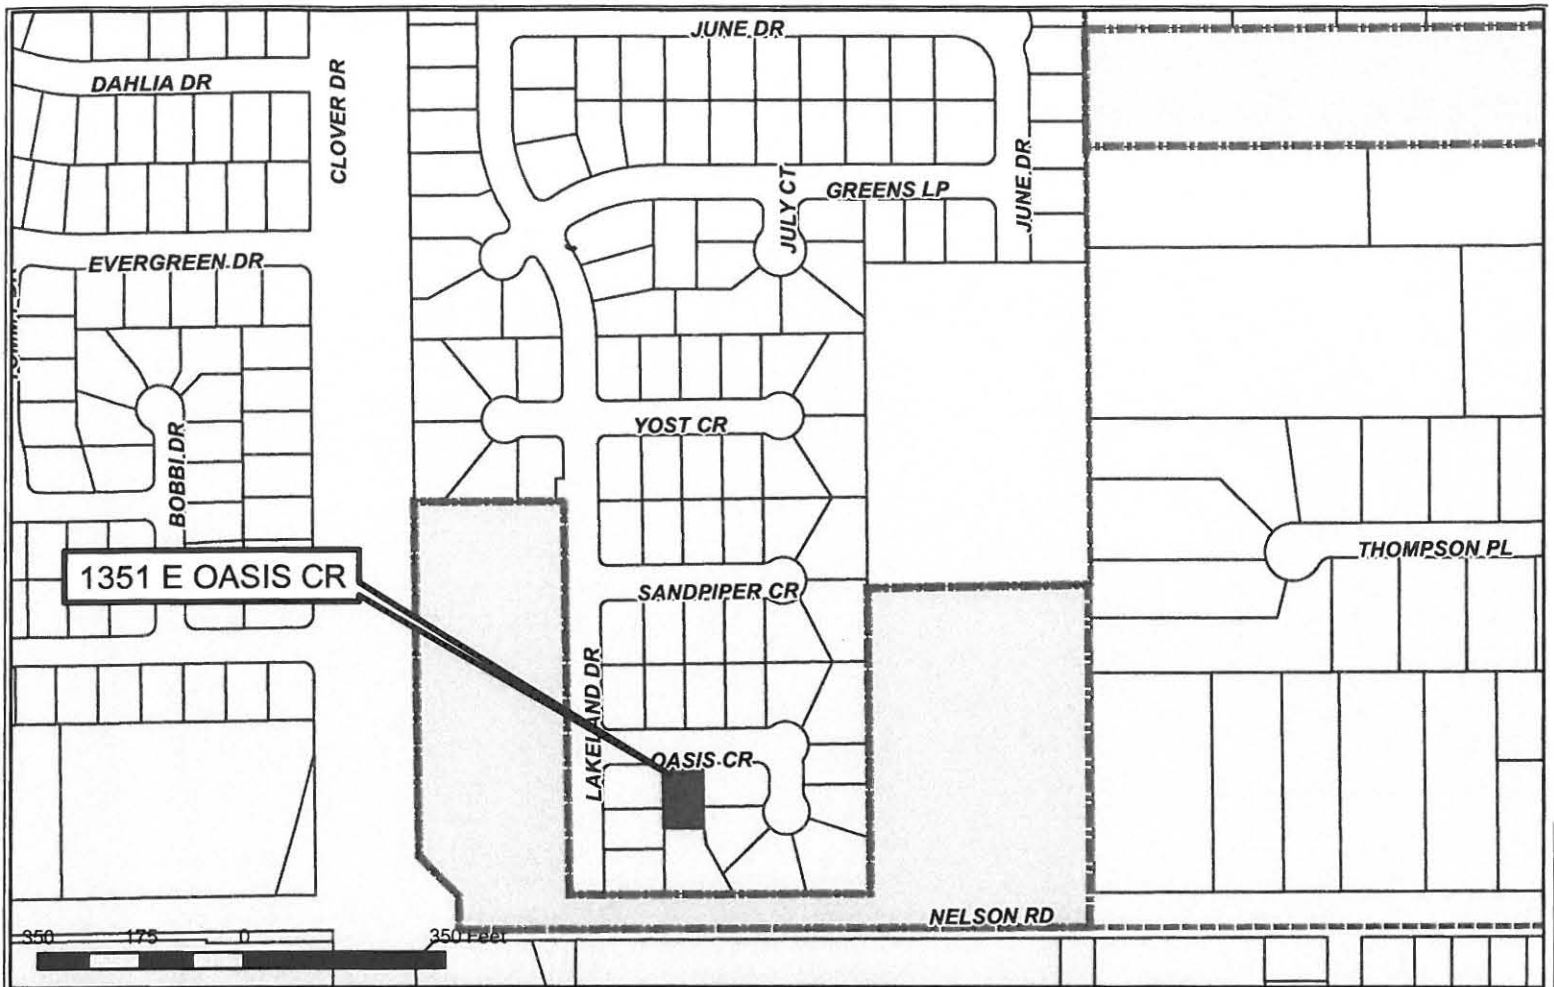 JUNE DR
DAHLIA DR
CLOVER DR
JULY CT
GREENS LP
JUNE DR
EVERGREEN DR
YOST CR
BOBBI DR
THOMPSON PL
1351 E OASIS CR
SANDPIPER CR
LAKELAND DR
OASIS CR
NELSON RD
350 175 0 350 Feet